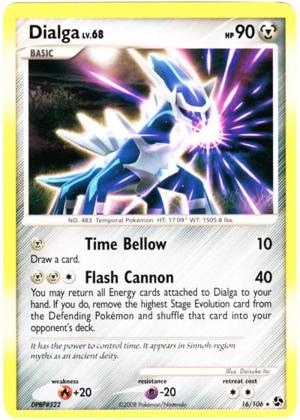 Dialga LV.68 HP 90
BASIC
NO. 483 Temporal Pokémon HT: 17'09" WT: 1505.8 lbs.
Time Bellow 10
Draw a card.
Flash Cannon 40
You may return all Energy cards attached to Dialga to your
hand. If you do, remove the highest Stage Evolution card from
the Defending Pokémon and shuffle that card into your
opponent's deck.
It has the power to control time. It appears in Sinnoh-region
myths as an ancient deity.
Illus. Daisuke Ito
weakness resistance retreat cost
+20 -20
DPBP#522 ©2008 Pokémon/Nintendo 16/106 ★